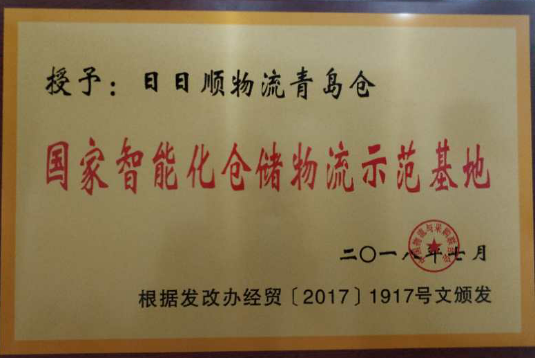 授予：日日顺物流青岛仓
国家智能化仓储物流示范基地
二〇一八年七月
根据发改办经贸〔2017〕1917号文颁发